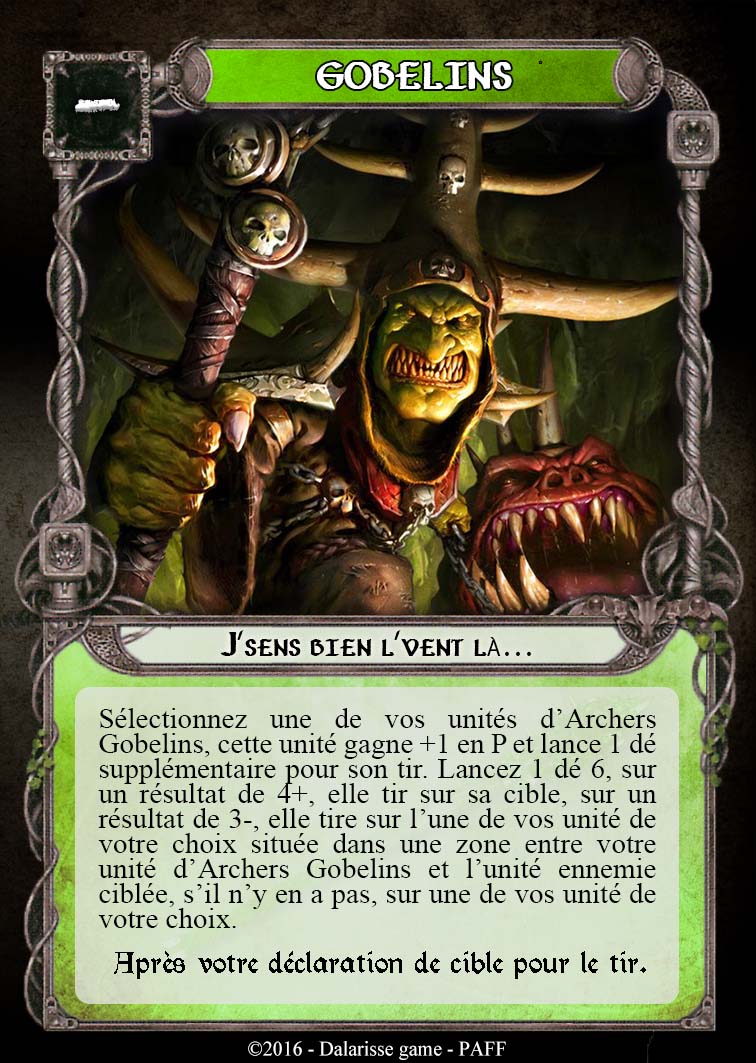 GOBELINS
-
J'sens bien l'vent là...
Sélectionnez une de vos unités d'Archers
Gobelins, cette unité gagne +1 en P et lance 1 dé
supplémentaire pour son tir. Lancez 1 dé 6, sur
un résultat de 4+, elle tir sur sa cible, sur un
résultat de 3-, elle tire sur l'une de vos unité de
votre choix située dans une zone entre votre
unité d'Archers Gobelins et l'unité ennemie
ciblée, s'il n'y en a pas, sur une de vos unité de
votre choix.
Après votre déclaration de cible pour le tir.
©2016 - Dalarisse game - PAFF